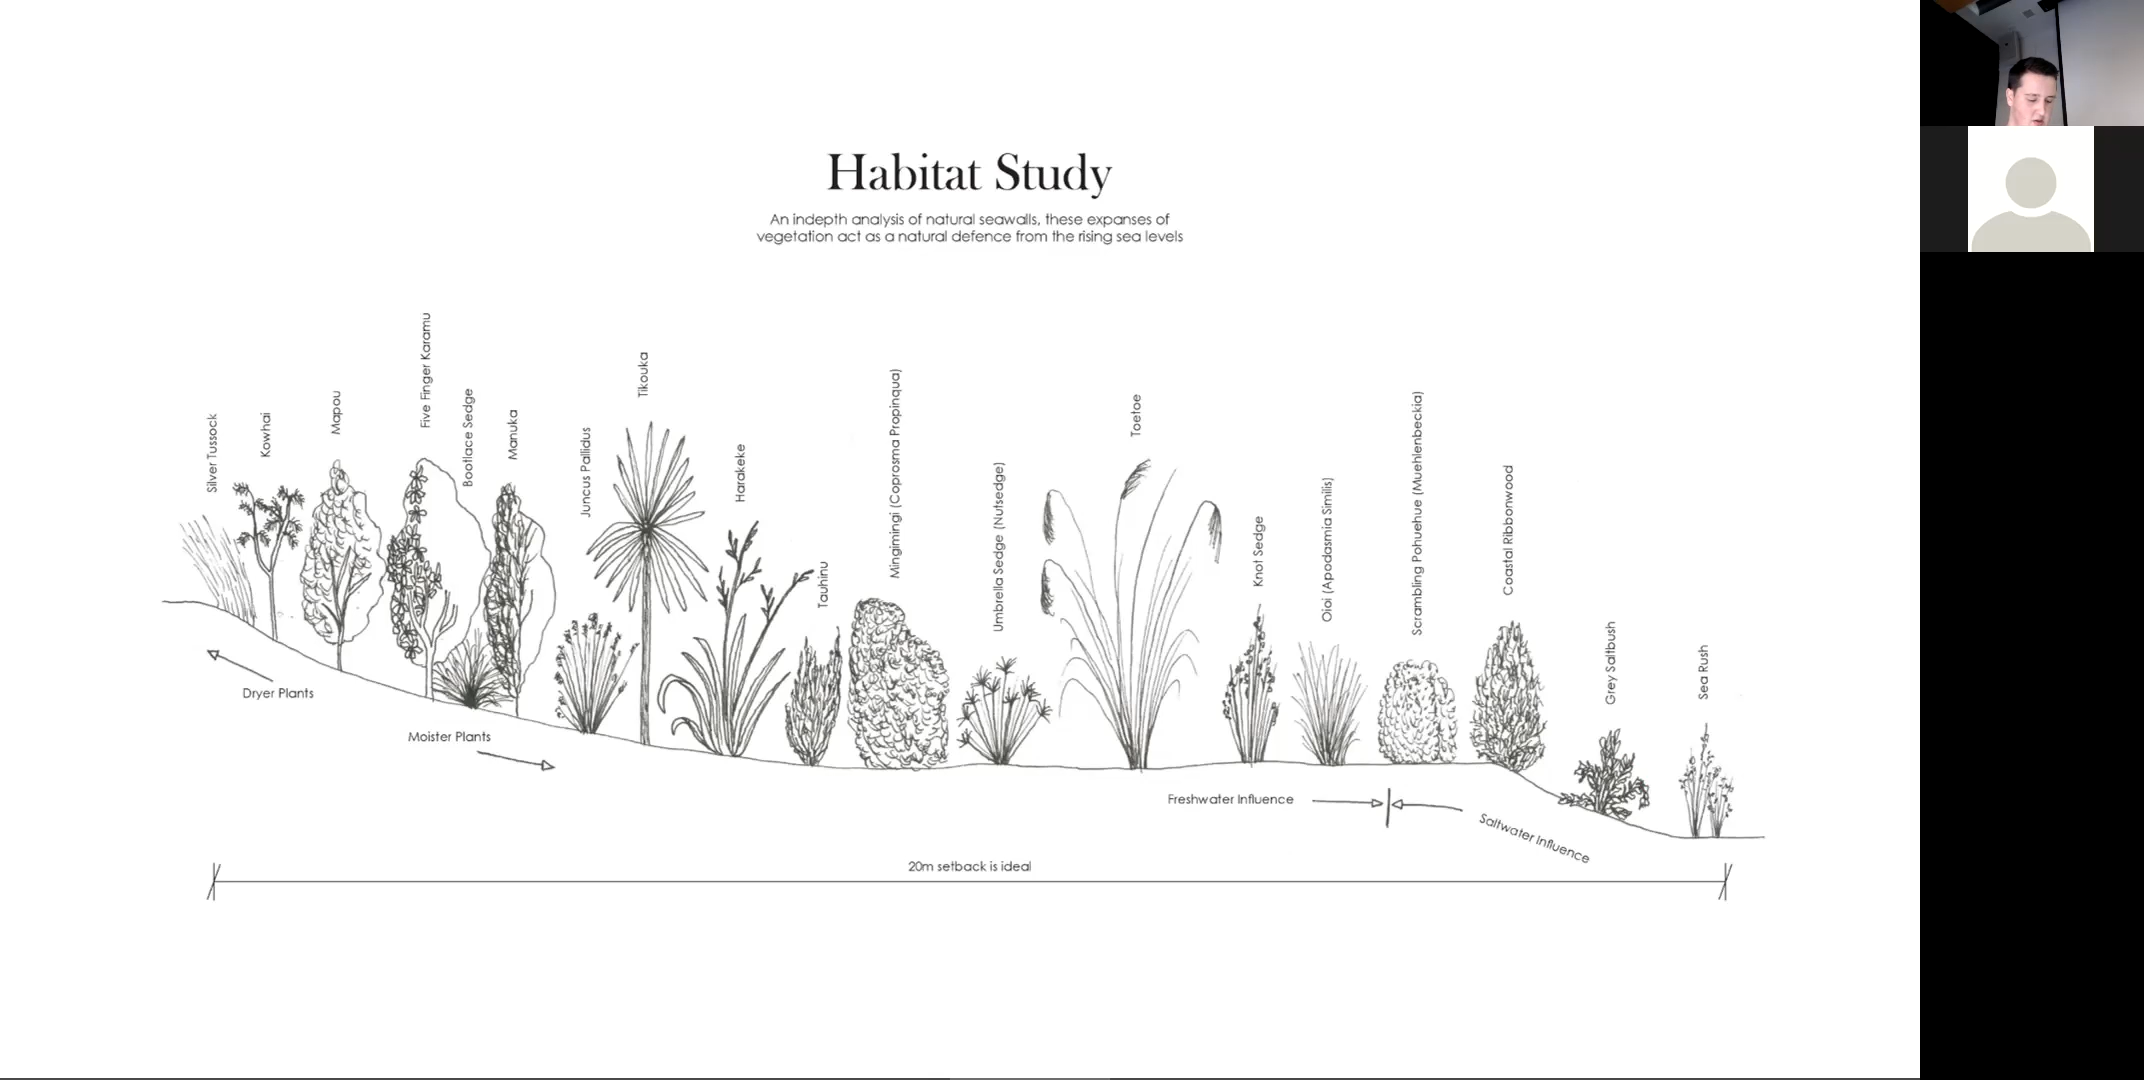 Habitat Study
An indepth analysis of natural seawalls, these expanses of
vegetation act as a natural defence from the rising sea levels
Silver Tussock
Kowhai
Mapou
Five Finger Karamu
Bootlace Sedge
Manuka
Juncus Pallidus
Tikouka
Harakeke
Tauhinu
Mingimingi (Coprosma Propinqua)
Umbrella Sedge (Nutsedge)
Toetoe
Knot Sedge
Oioi (Apodasmia Similis)
Scrambling Pohuehue (Muehlenbeckia)
Coastal Ribbonwood
Grey Saltbush
Sea Rush
Dryer Plants
Moister Plants
Freshwater Influence
Saltwater Influence
20m setback is ideal